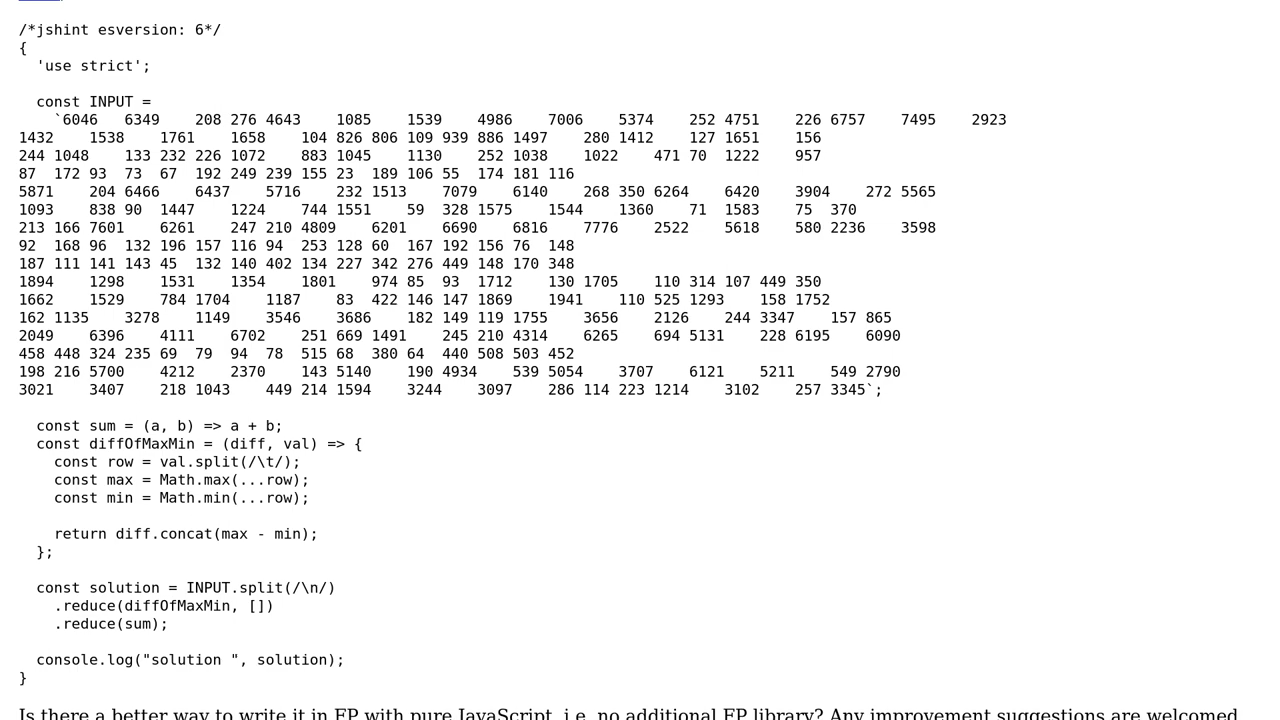 /*jshint esversion: 6*/
{
  'use strict';

  const INPUT =
    `6046   6349    208 276 4643    1085    1539    4986    7006    5374    252 4751    226 6757    7495    2923
1432    1538    1761    1658    104 826 806 109 939 886 1497    280 1412    127 1651    156
244 1048    133 232 226 1072    883 1045    1130    252 1038    1022    471 70  1222    957
87  172 93  73  67  192 249 239 155 23  189 106 55  174 181 116
5871    204 6466    6437    5716    232 1513    7079    6140    268 350 6264    6420    3904    272 5565
1093    838 90  1447    1224    744 1551    59  328 1575    1544    1360    71  1583    75  370
213 166 7601    6261    247 210 4809    6201    6690    6816    7776    2522    5618    580 2236    3598
92  168 96  132 196 157 116 94  253 128 60  167 192 156 76  148
187 111 141 143 45  132 140 402 134 227 342 276 449 148 170 348
1894    1298    1531    1354    1801    974 85  93  1712    130 1705    110 314 107 449 350
1662    1529    784 1704    1187    83  422 146 147 1869    1941    110 525 1293    158 1752
162 1135    3278    1149    3546    3686    182 149 119 1755    3656    2126    244 3347    157 865
2049    6396    4111    6702    251 669 1491    245 210 4314    6265    694 5131    228 6195    6090
458 448 324 235 69  79  94  78  515 68  380 64  440 508 503 452
198 216 5700    4212    2370    143 5140    190 4934    539 5054    3707    6121    5211    549 2790
3021    3407    218 1043    449 214 1594    3244    3097    286 114 223 1214    3102    257 3345`;

  const sum = (a, b) => a + b;
  const diffOfMaxMin = (diff, val) => {
    const row = val.split(/\t/);
    const max = Math.max(...row);
    const min = Math.min(...row);

    return diff.concat(max - min);
  };

  const solution = INPUT.split(/\n/)
    .reduce(diffOfMaxMin, [])
    .reduce(sum);

  console.log("solution ", solution);
}
Is there a better way to write it in FP with pure JavaScript, i.e. no additional FP library? Any improvement suggestions are welcomed.